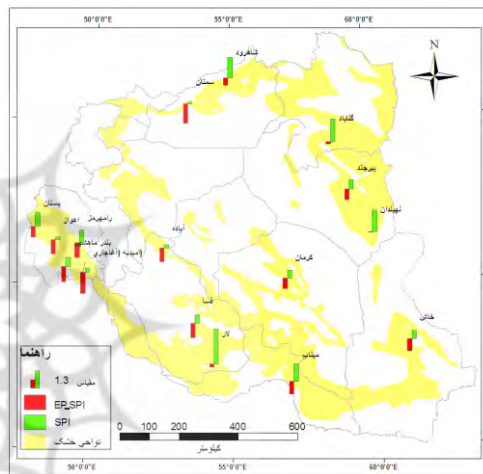 50°0'0"E
55°0'0"E
60°0'0"E
N
شاهرود
سمنان
گناباد
بیرجند
نهبندان
بستان
اهواز
رامهرمز
بندر ماهشهر
امیدیه (آغاجاری)
آباده
کرمان
فسا
لار
میناب
خاش
راهنما
مقیاس 1.3
EP_SPI
SPI
نواحی خشک
0 100 200 400 600
کیلومتر
50°0'0"E
55°0'0"E
60°0'0"E